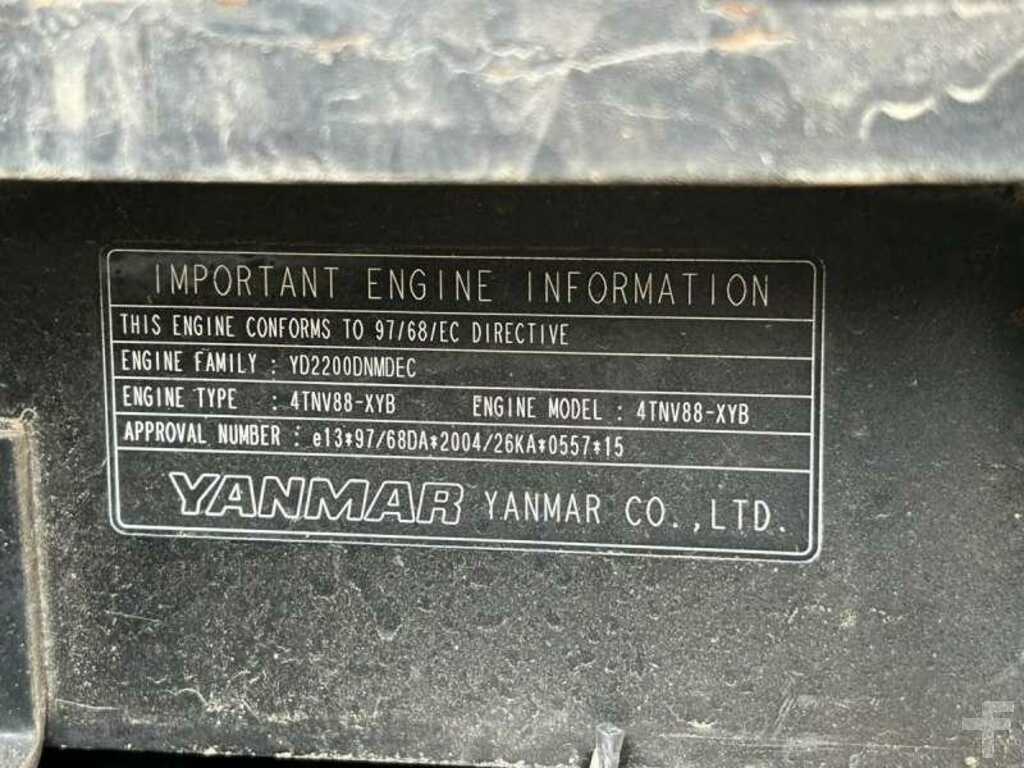 IMPORTANT ENGINE INFORMATION
THIS ENGINE CONFORMS TO 97/68/EC DIRECTIVE
ENGINE FAMILY : YD2200DNMDEC
ENGINE TYPE : 4TNV88-XYB ENGINE MODEL : 4TNV88-XYB
APPROVAL NUMBER : e13*97/68DA*2004/26KA*0557*15
YANMAR YANMAR CO.,LTD.